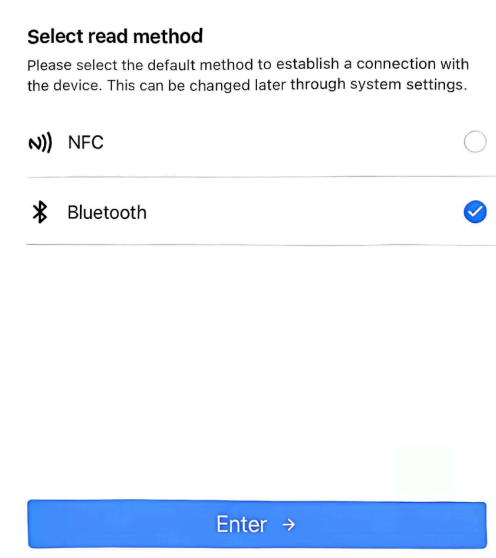 Select read method
Please select the default method to establish a connection with
the device. This can be changed later through system settings.
NFC
Bluetooth
Enter →